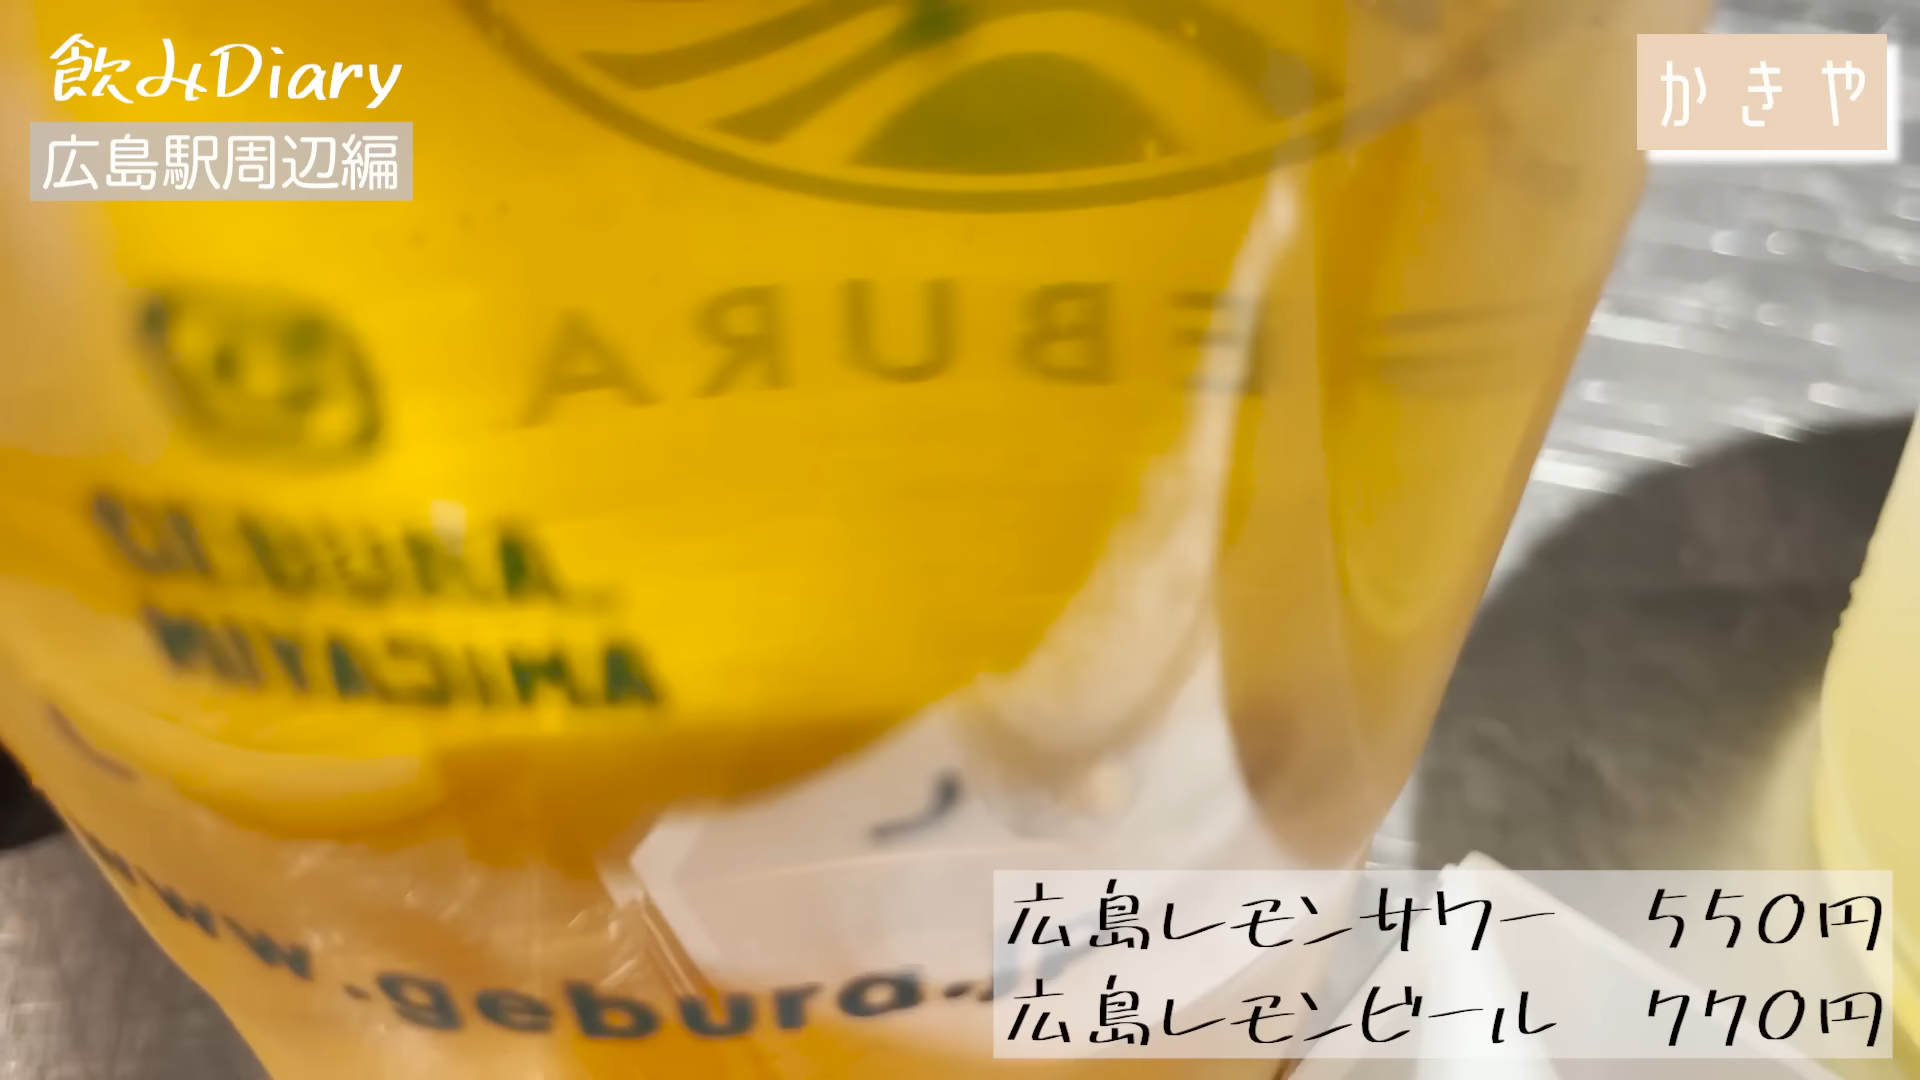 飲みDiary
広島駅周辺編
かきや
EBURA
MIYAGIMA
www.gebura.
広島レモンサワー 550円
広島レモンビール 770円